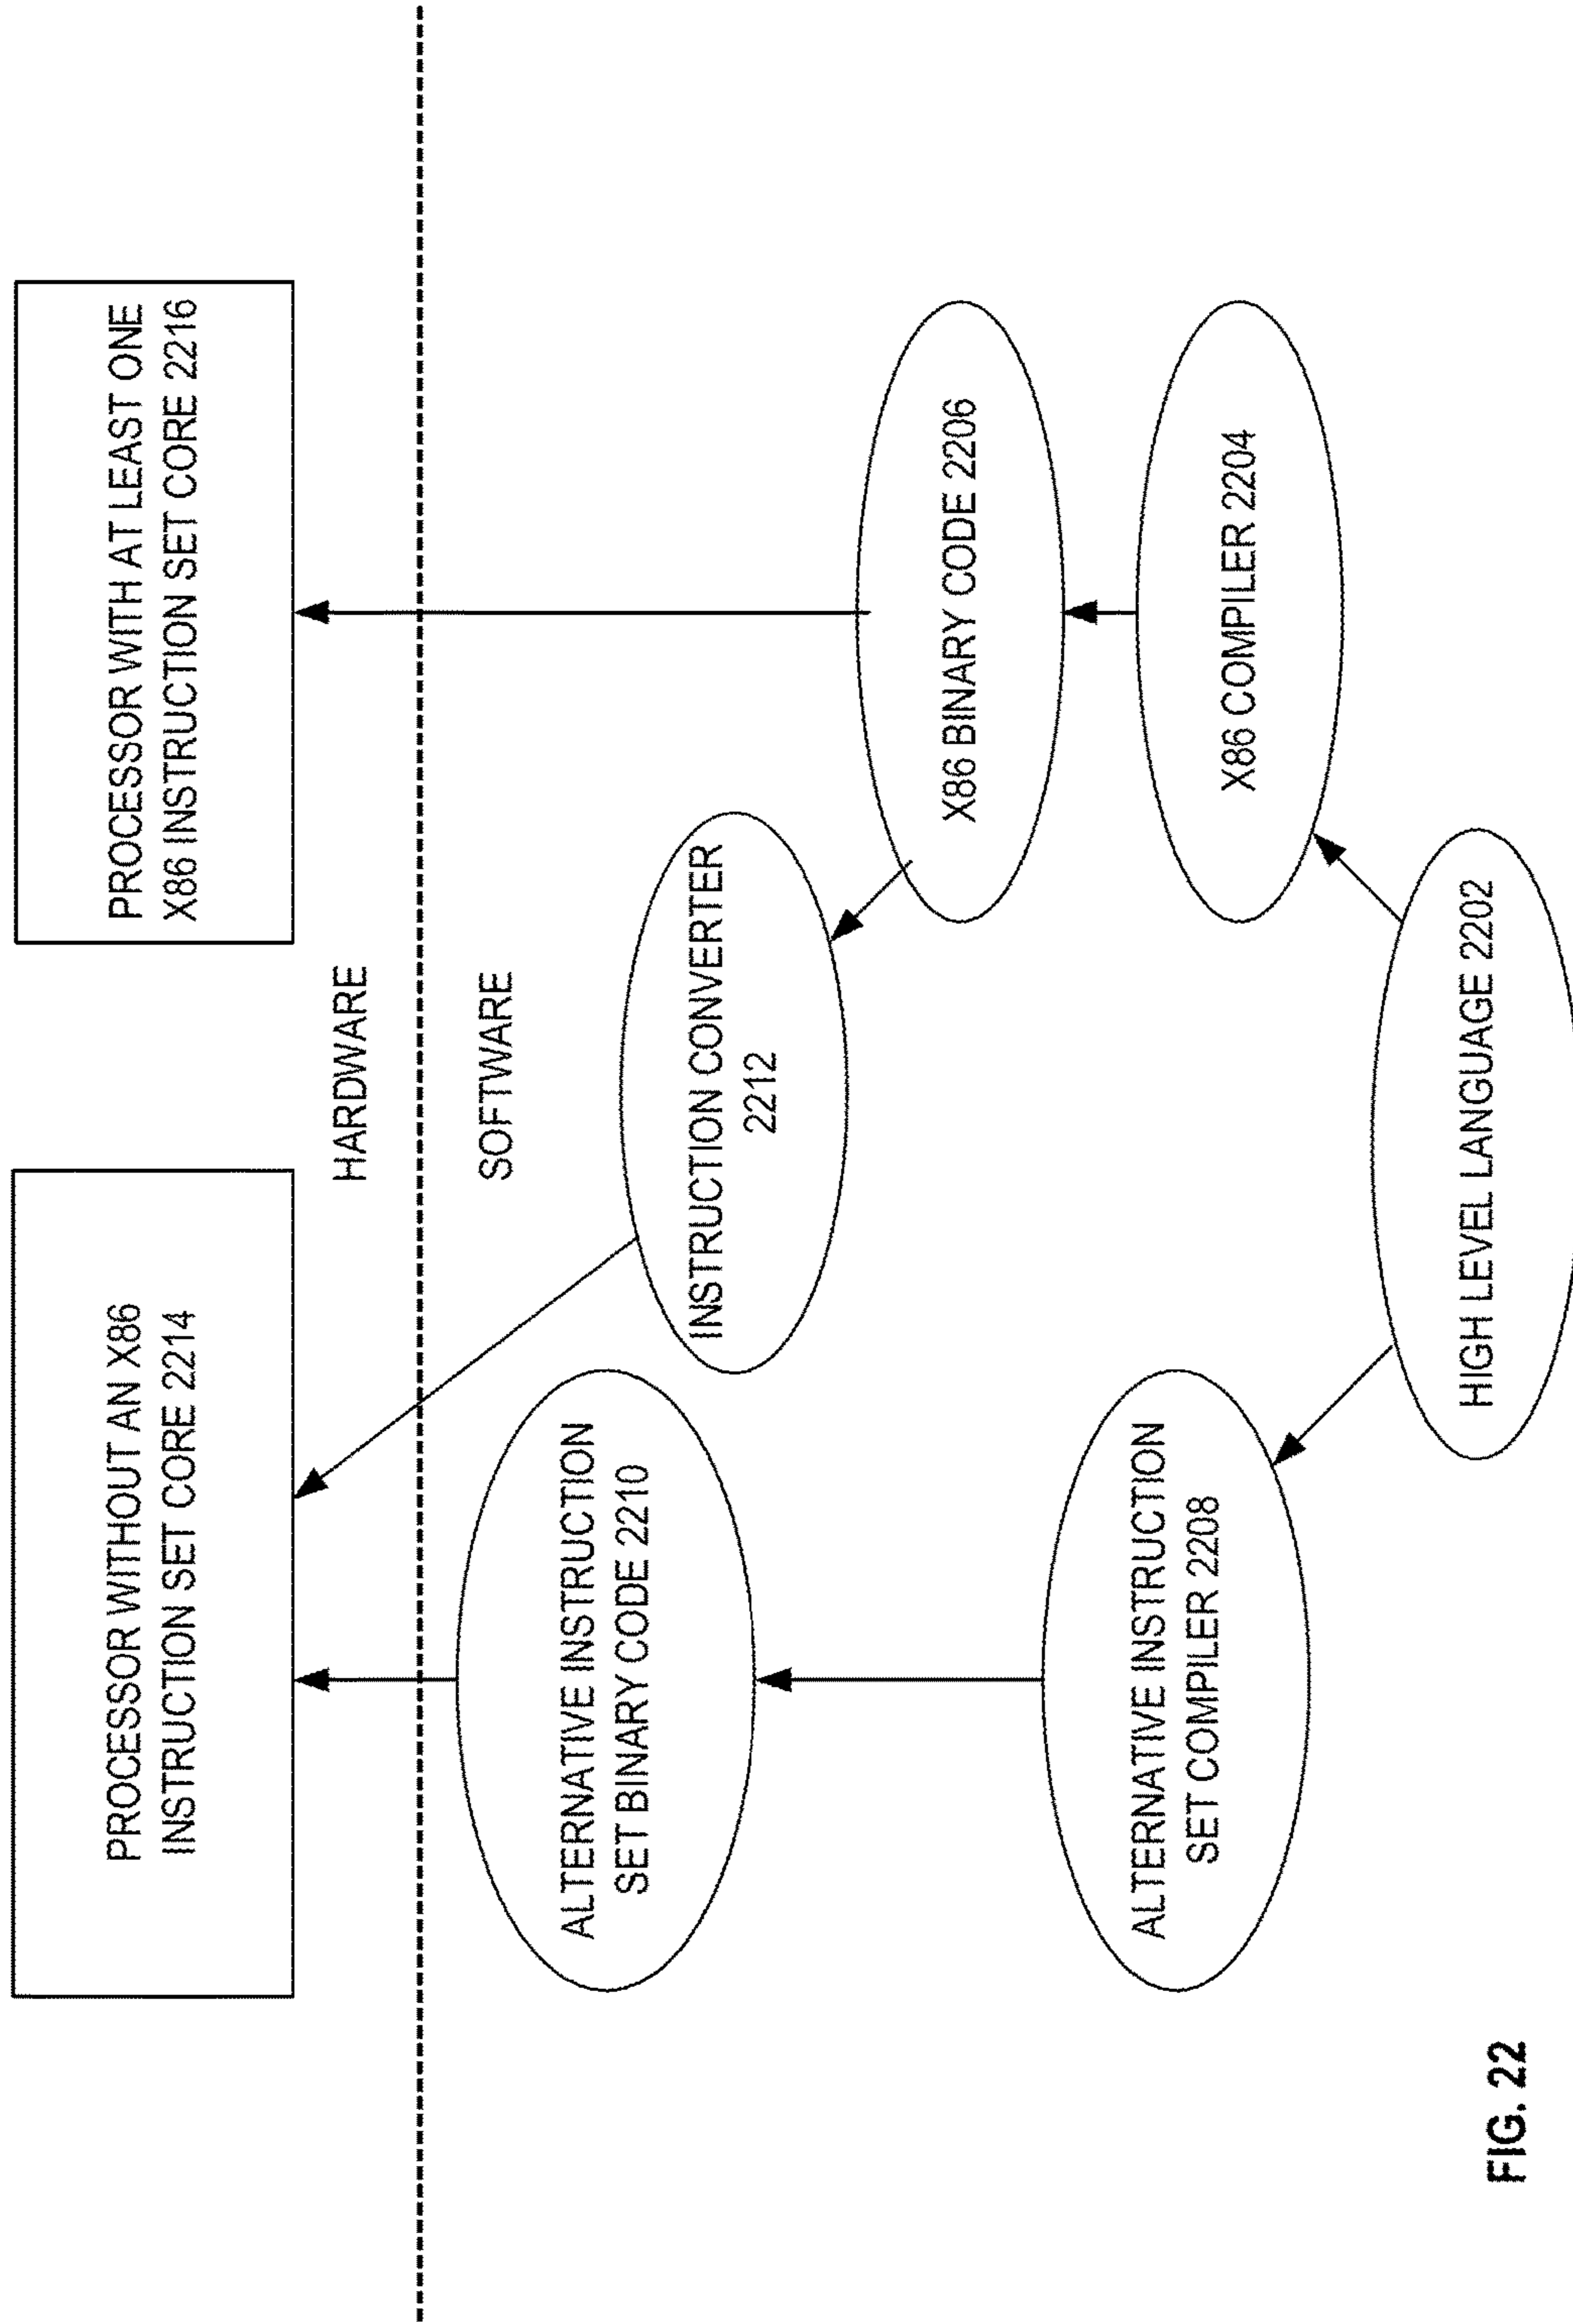 PROCESSOR WITHOUT AN X86
INSTRUCTION SET CORE 2214
PROCESSOR WITH AT LEAST ONE
X86 INSTRUCTION SET CORE 2216
HARDWARE
SOFTWARE
ALTERNATIVE INSTRUCTION
SET BINARY CODE 2210
INSTRUCTION CONVERTER
2212
X86 BINARY CODE 2206
ALTERNATIVE INSTRUCTION
SET COMPILER 2208
X86 COMPILER 2204
HIGH LEVEL LANGUAGE 2202
FIG. 22